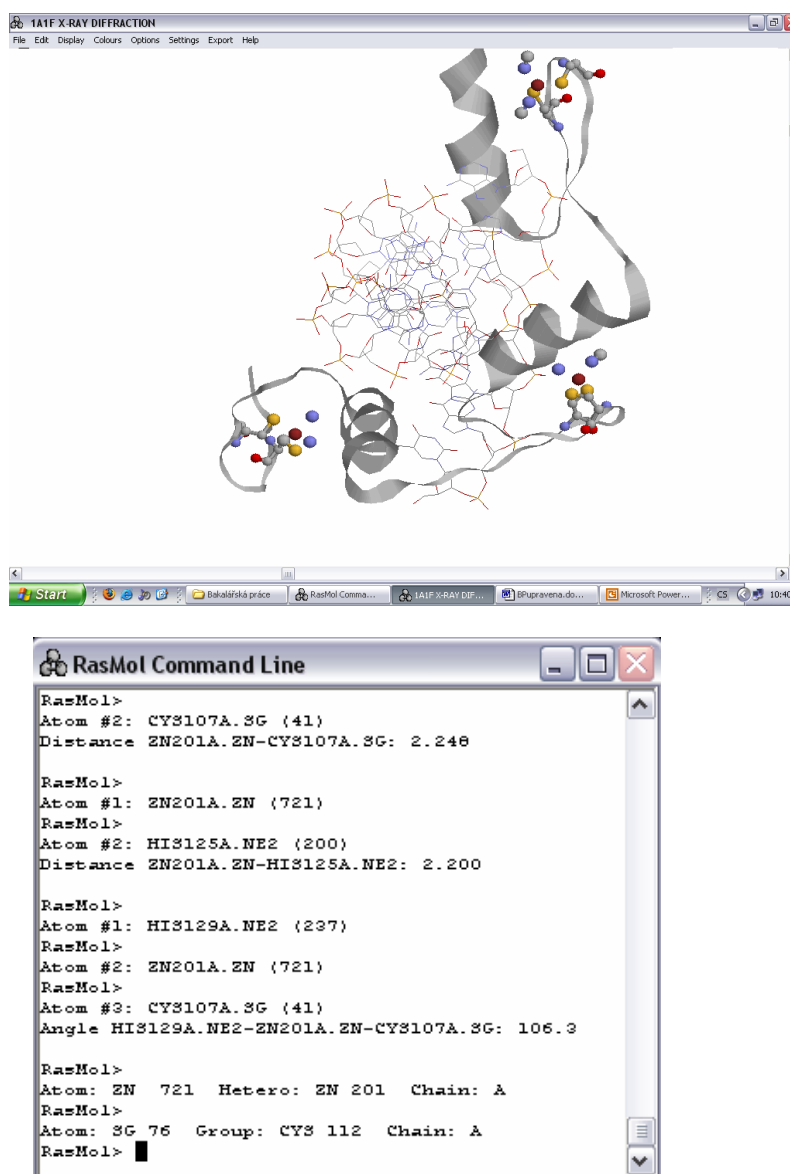 1A1F X-RAY DIFFRACTION
File Edit Display Colours Options Settings Export Help
Start Bakalářská práce RasMol Comma... 1A1F X-RAY DIF... BPupravena.do... Microsoft Power... CS 10:40
RasMol Command Line
RasMol>
Atom #2: CYS107A.SG (41)
Distance ZN201A.ZN-CYS107A.SG: 2.248
RasMol>
Atom #1: ZN201A.ZN (721)
RasMol>
Atom #2: HIS125A.NE2 (200)
Distance ZN201A.ZN-HIS125A.NE2: 2.200
RasMol>
Atom #1: HIS129A.NE2 (237)
RasMol>
Atom #2: ZN201A.ZN (721)
RasMol>
Atom #3: CYS107A.SG (41)
Angle HIS129A.NE2-ZN201A.ZN-CYS107A.SG: 106.3
RasMol>
Atom: ZN 721 Hetero: ZN 201 Chain: A
RasMol>
Atom: SG 76 Group: CYS 112 Chain: A
RasMol>